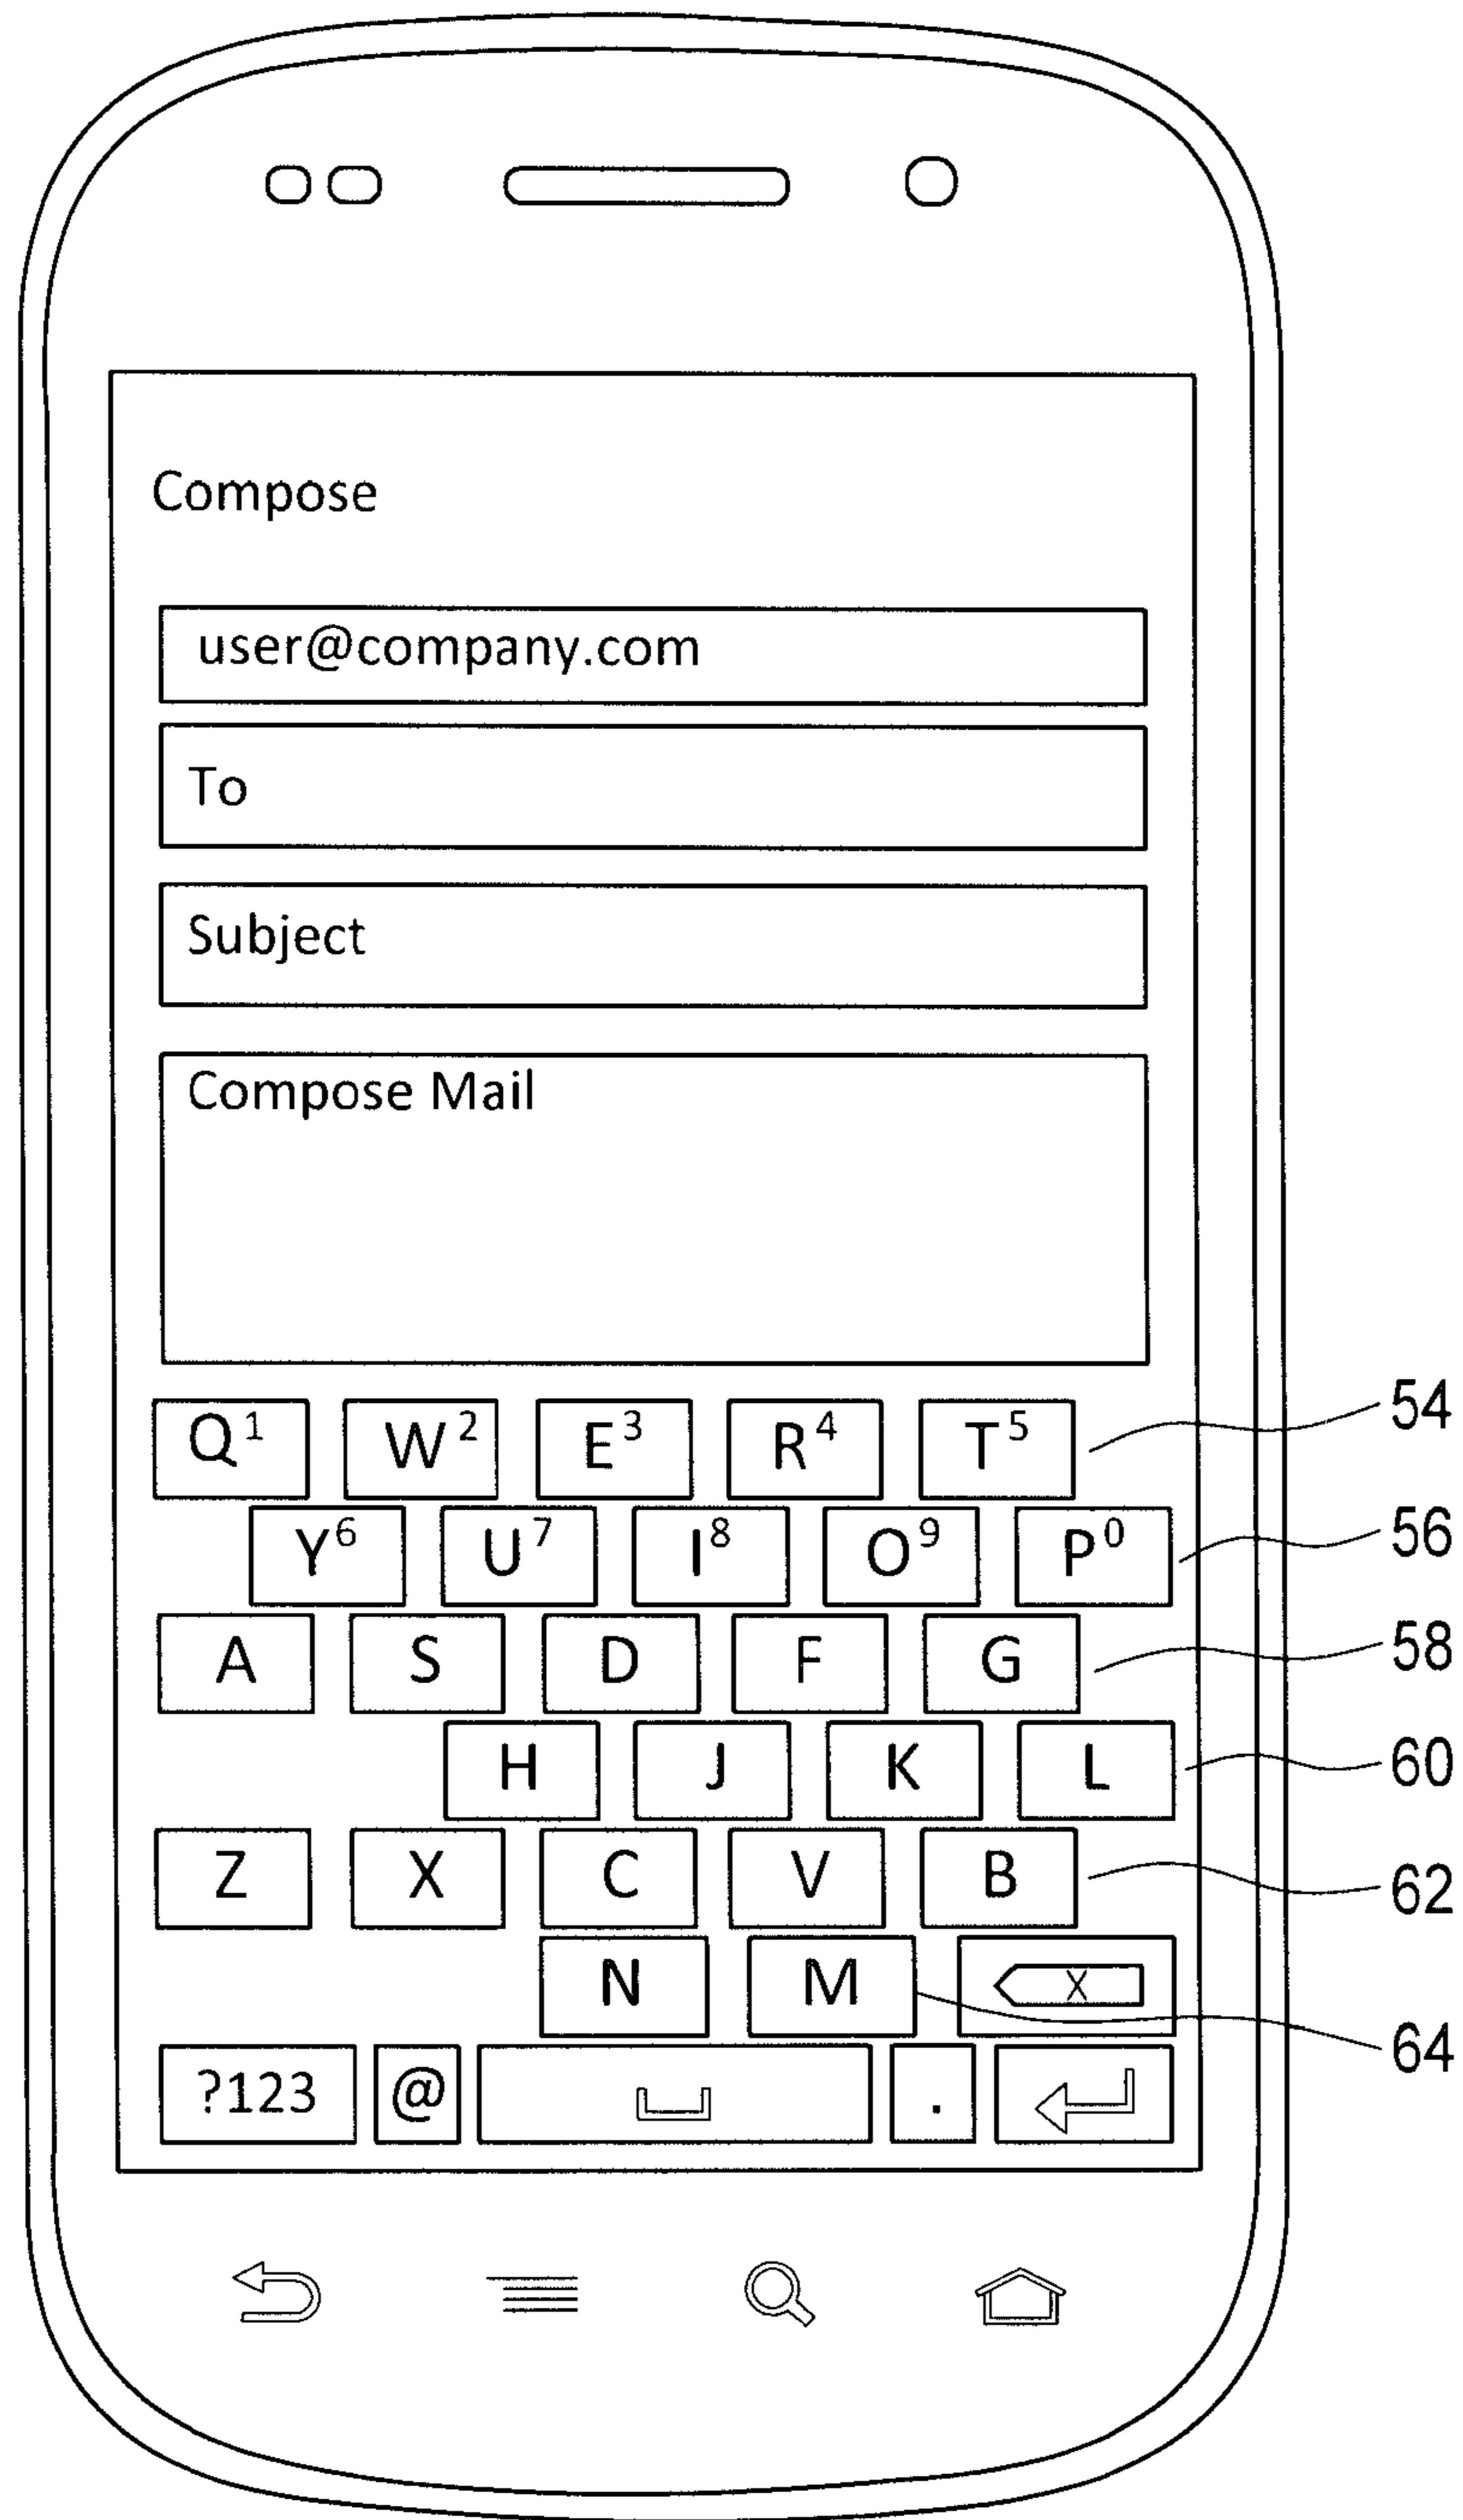 Compose
user@company.com
To
Subject
Compose Mail
Q1 W2 E3 R4 T5 54
Y6 U7 I8 O9 P0 56
A S D F G 58
H J K L 60
Z X C V B 62
N M X 64
?123 @ .